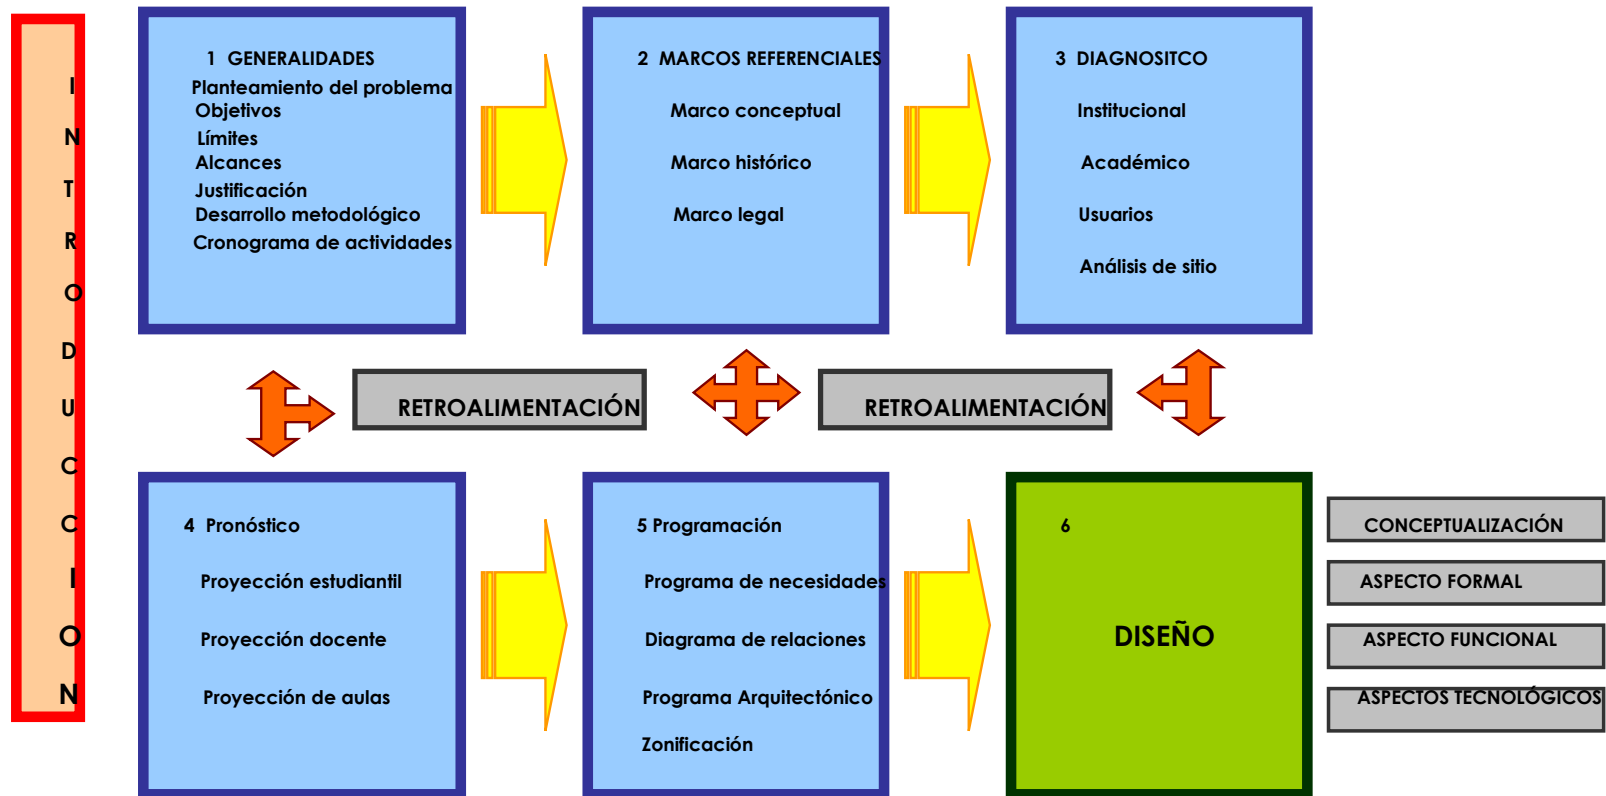 I
N
T
R
O
D
U
C
C
I
O
N
1 GENERALIDADES
Planteamiento del problema
Objetivos
Límites
Alcances
Justificación
Desarrollo metodológico
Cronograma de actividades
2 MARCOS REFERENCIALES
Marco conceptual
Marco histórico
Marco legal
3 DIAGNOSITCO
Institucional
Académico
Usuarios
Análisis de sitio
RETROALIMENTACIÓN
RETROALIMENTACIÓN
4 Pronóstico
Proyección estudiantil
Proyección docente
Proyección de aulas
5 Programación
Programa de necesidades
Diagrama de relaciones
Programa Arquitectónico
Zonificación
6
DISEÑO
CONCEPTUALIZACIÓN
ASPECTO FORMAL
ASPECTO FUNCIONAL
ASPECTOS TECNOLÓGICOS